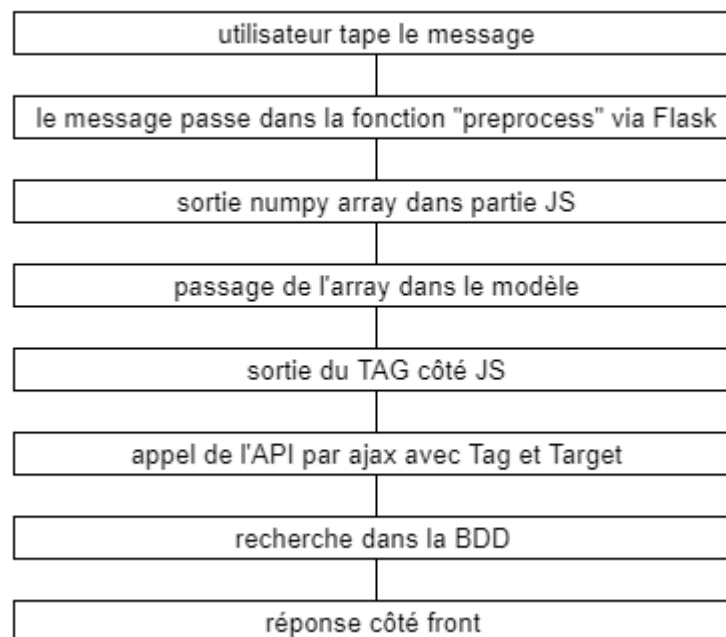 utilisateur tape le message
le message passe dans la fonction "preprocess" via Flask
sortie numpy array dans partie JS
passage de l'array dans le modèle
sortie du TAG côté JS
appel de l'API par ajax avec Tag et Target
recherche dans la BDD
réponse côté front